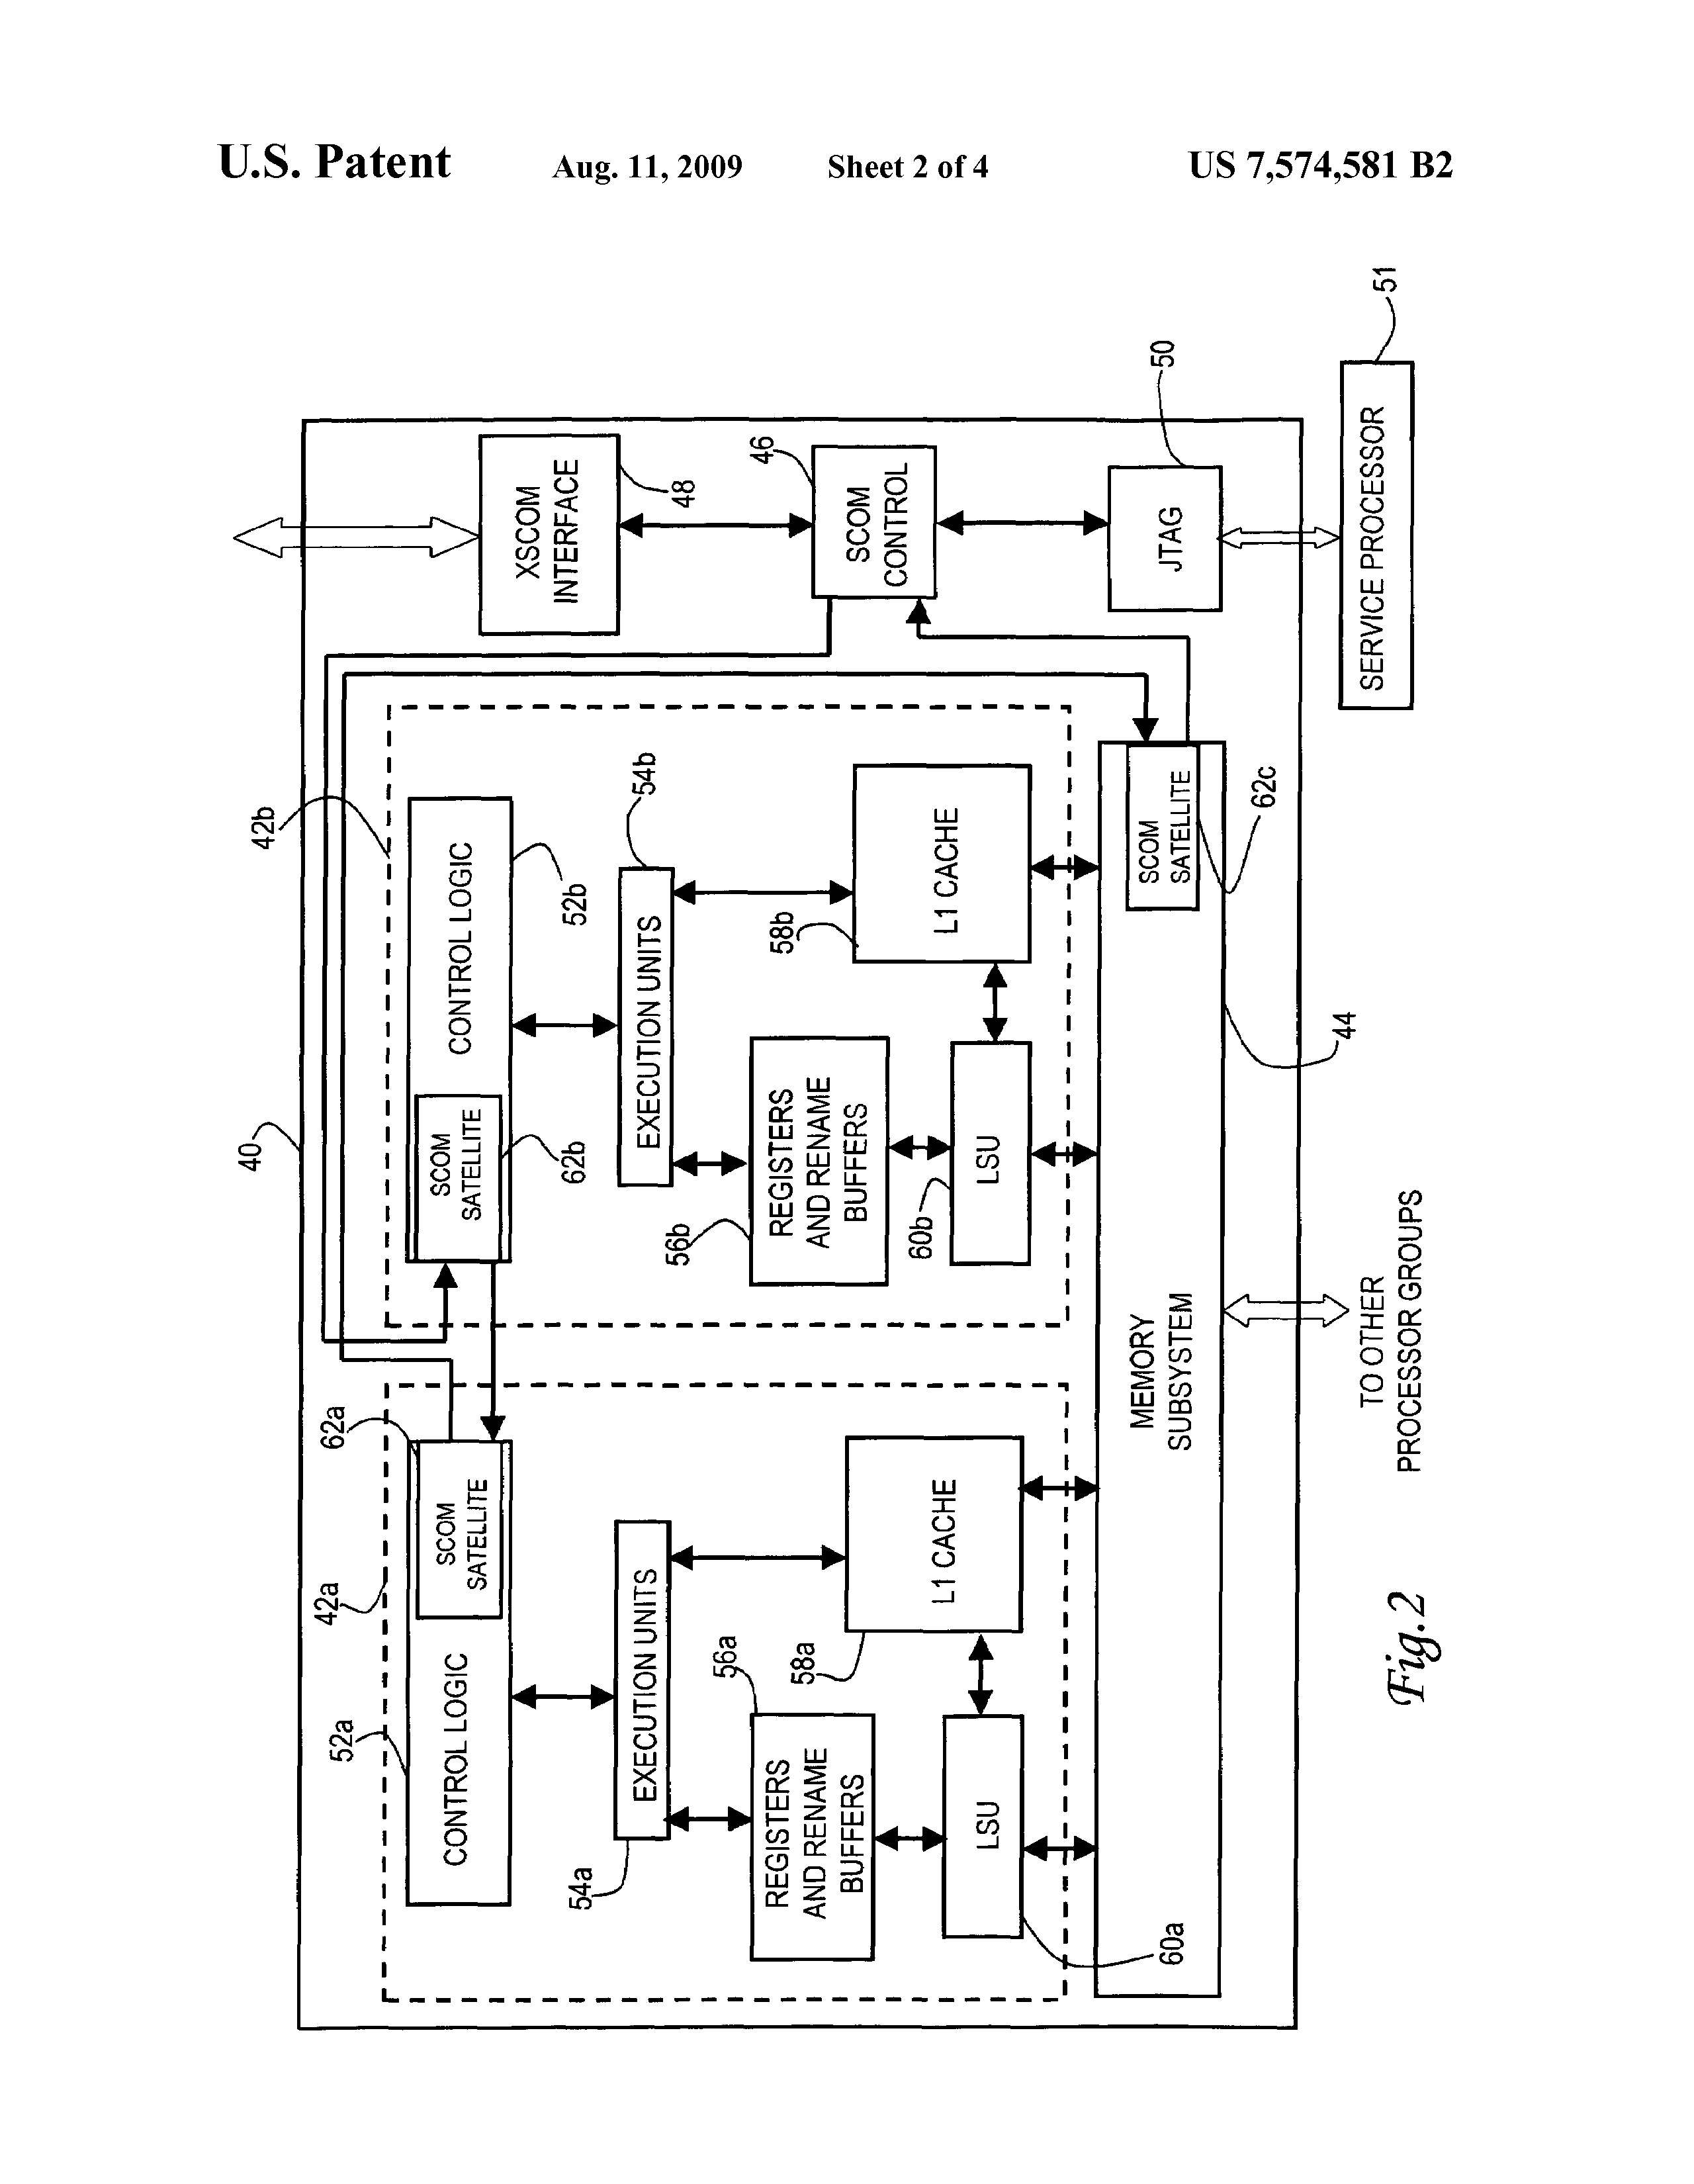 U.S. Patent
Aug. 11, 2009
Sheet 2 of 4
US 7,574,581 B2
40
42a
52a
CONTROL LOGIC
62a
SCOM
SATELLITE
54a
EXECUTION UNITS
56a
REGISTERS
AND RENAME
BUFFERS
58a
L1 CACHE
LSU
60a
42b
SCOM
SATELLITE
62b
CONTROL LOGIC
52b
54b
EXECUTION UNITS
56b
REGISTERS
AND RENAME
BUFFERS
58b
L1 CACHE
60b
LSU
MEMORY
SUBSYSTEM
44
SCOM
SATELLITE
62c
XSCOM
INTERFACE
48
46
SCOM
CONTROL
50
JTAG
51
SERVICE PROCESSOR
TO OTHER
PROCESSOR GROUPS
Fig. 2